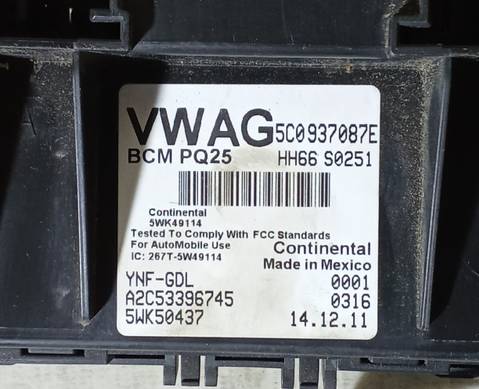 VWAG 5C0937087E
BCM PQ25 HH66 S0251
Continental
5WK49114
Tested To Comply With FCC Standards
For AutoMobile Use
IC: 267T-5W49114
Continental
Made in Mexico
YNF-GDL 0001
A2C53396745 0316
5WK50437 14.12.11